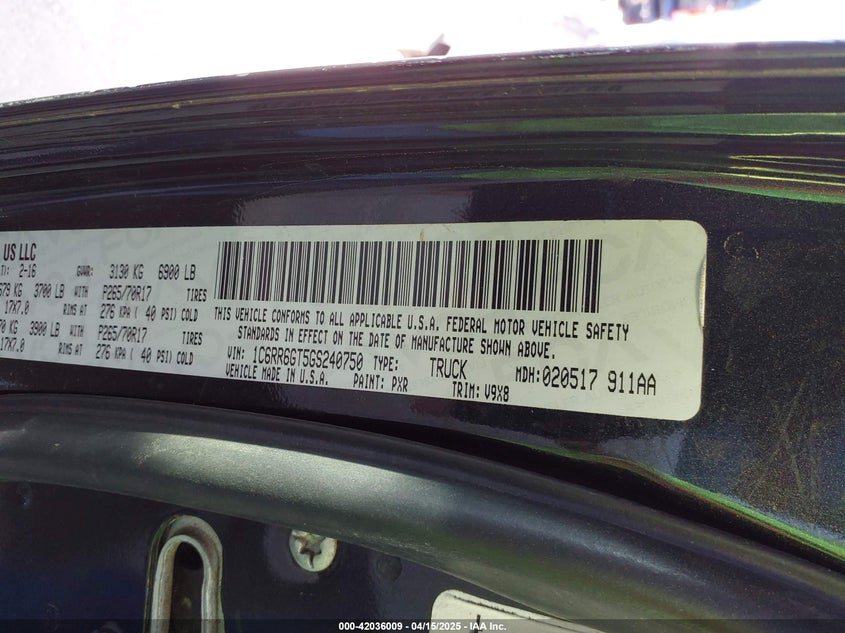 US LLC
2-16 GVWR: 3130 KG 6900 LB
KG 3700 LB WITH P265/70R17 TIRES
17X7.0 RIMS AT 276 KPA ( 40 PSI) COLD
KG 3900 LB WITH P265/70R17 TIRES
17X7.0 RIMS AT 276 KPA ( 40 PSI) COLD
THIS VEHICLE CONFORMS TO ALL APPLICABLE U.S.A. FEDERAL MOTOR VEHICLE SAFETY
STANDARDS IN EFFECT ON THE DATE OF MANUFACTURE SHOWN ABOVE.
VIN: 1C6RR6GT5GS240750 TYPE: TRUCK MDH: 020517 911AA
VEHICLE MADE IN U.S.A. PAINT: PXR TRIM: V9X8
000-42036009 - 04/15/2025 - IAA Inc.